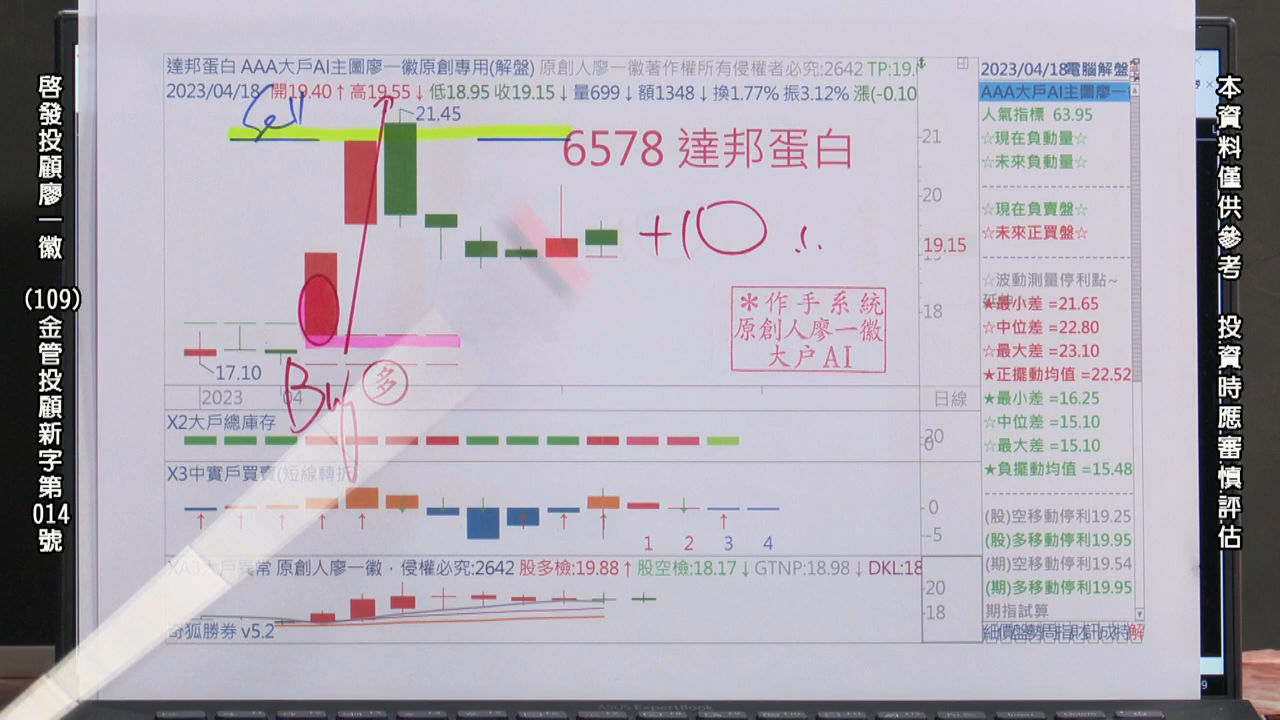 啓發投顧廖一徽
(109)金管投顧新字第014號
達邦蛋白 AAA大戶AI主圖廖一徽原創專用(解盤) 原創人廖一徽著作權所有侵權者必究:2642 TP:19.
2023/04/18 開19.40↑高19.55↓低18.95收19.15↓量699↓額1348↓換1.77%振3.12% 漲(-0.10
Sell
21.45
6578 達邦蛋白
+10
*作手系統
原創人廖一徽
大戶AI
17.10
Buy
多
2023
04
日線
21
20
19.15
18
X2大戶總庫存
20
0
X3中實戶買賣(短線轉折
0
-5
1 2 3 4
原創人廖一徽,侵權必究:2642 股多檢:19.88↑股空檢:18.17↓GTNP:18.98↓DKL:18
20
18
奇狐勝券 v5.2
2023/04/18電腦解盤
AAA大戶AI主圖廖一
人氣指標 63.95
☆現在負動量☆
☆未來負動量☆
☆現在負賣盤☆
☆未來正買盤☆
☆波動測量停利點~
★最小差 =21.65
☆中位差 =22.80
☆最大差 =23.10
★正擺動均值 =22.52
★最小差 =16.25
☆中位差 =15.10
☆最大差 =15.10
★負擺動均值 =15.48
(股)空移動停利19.25
(股)多移動停利19.95
(期)空移動停利19.54
(期)多移動停利19.95
期指試算
本資料僅供參考 投資時應審慎評估
ASUS ExpertBook